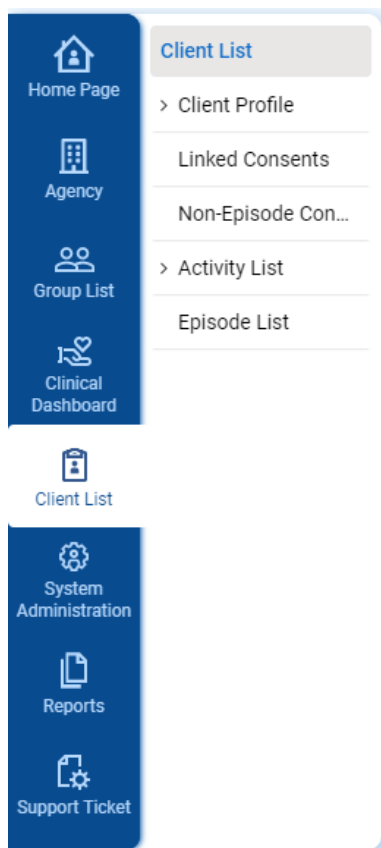 Home Page
Agency
Group List
Clinical
Dashboard
Client List
System
Administration
Reports
Support Ticket
Client List
Client Profile
Linked Consents
Non-Episode Con...
Activity List
Episode List